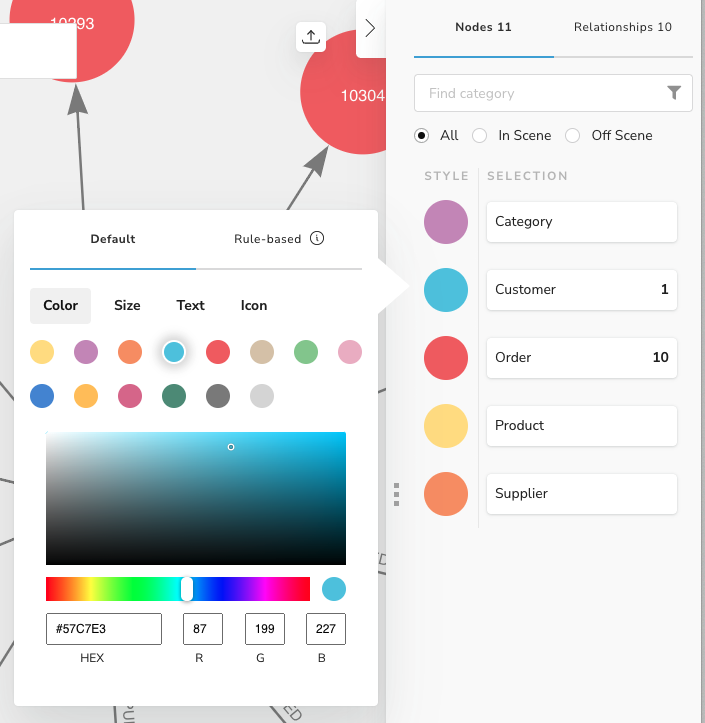 10293
10304
Nodes 11
Relationships 10
Find category
All
In Scene
Off Scene
STYLE
SELECTION
Category
Customer 1
Order 10
Product
Supplier
Default
Rule-based
Color
Size
Text
Icon
#57C7E3
87
199
227
HEX
R
G
B
ED